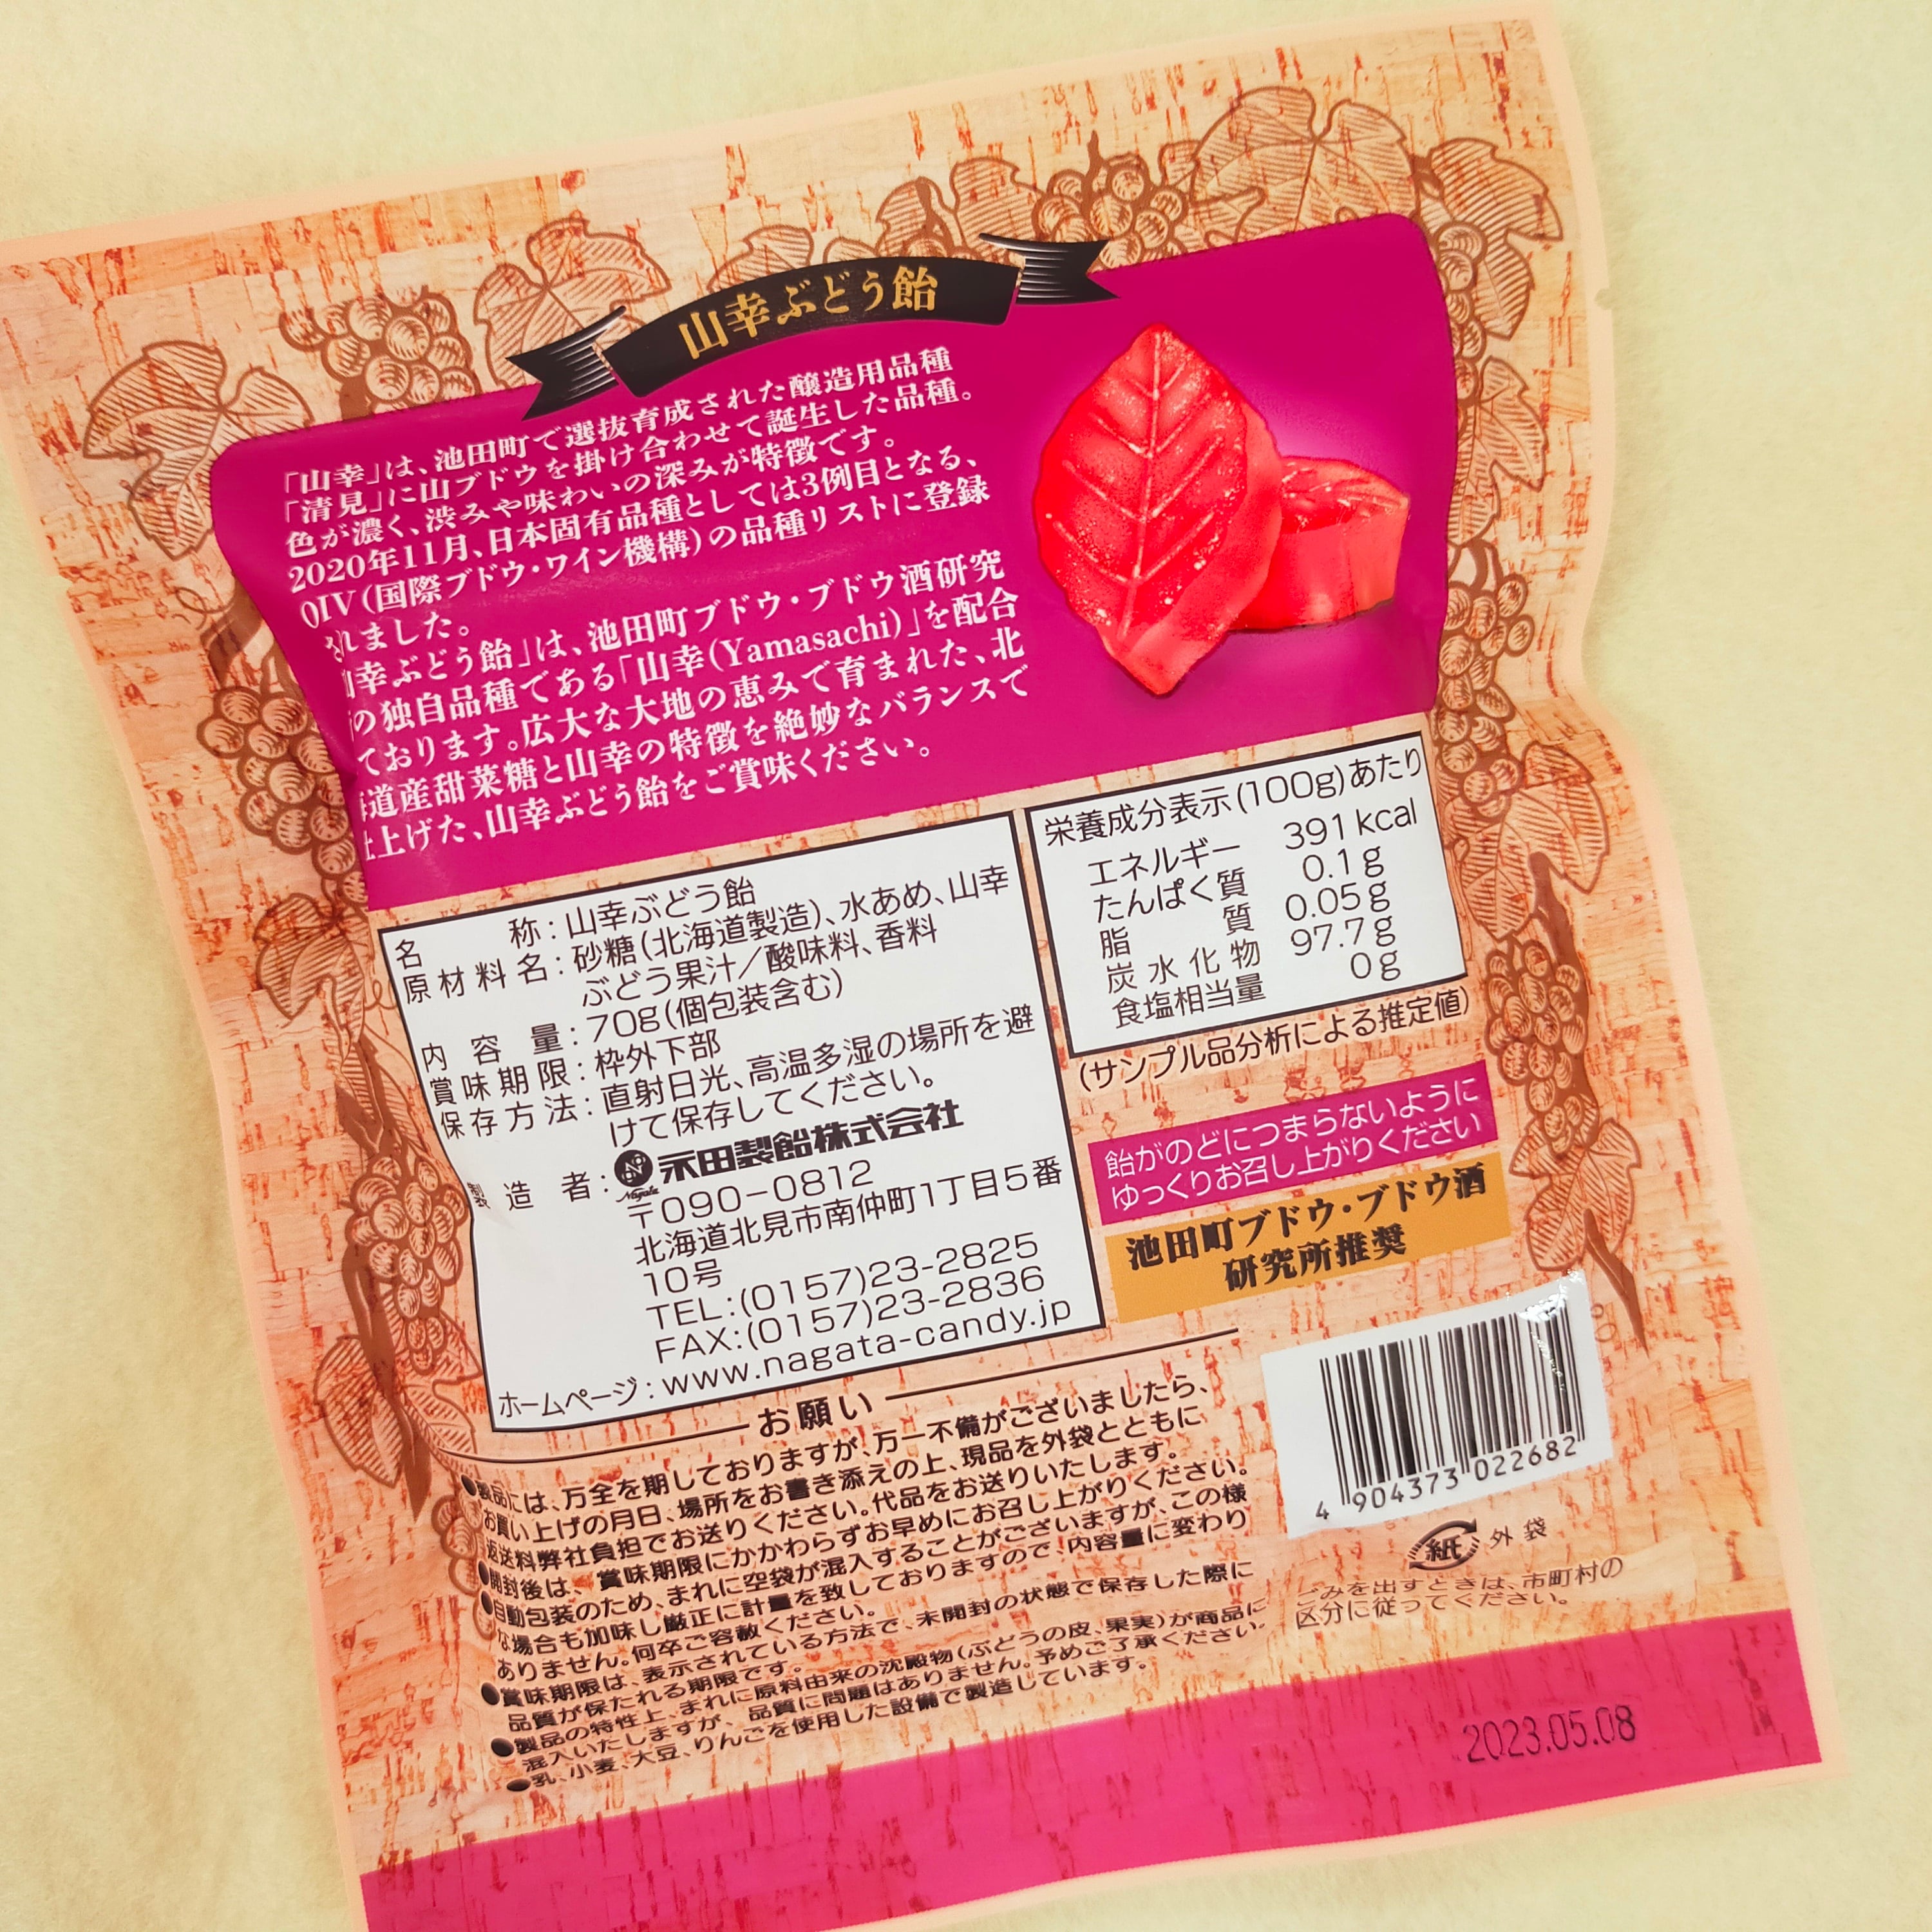 山幸ぶどう飴
「山幸」は、池田町で選抜育成された醸造用品種
「清見」に山ブドウを掛け合わせて誕生した品種。
色が濃く、渋みや味わいの深みが特徴です。
2020年11月、日本固有品種としては3例目となる、
OIV(国際ブドウ・ワイン機構)の品種リストに登録
されました。
幸ぶどう飴」は、池田町ブドウ・ブドウ酒研究
の独自品種である「山幸(Yamasachi)」を配合
ております。広大な大地の恵みで育まれた、北
道産甜菜糖と山幸の特徴を絶妙なバランスで
上げた、山幸ぶどう飴をご賞味ください。
名称:山幸ぶどう飴
原材料名:砂糖(北海道製造)、水あめ、山幸
ぶどう果汁/酸味料、香料
内容量:70g(個包装含む)
賞味期限:枠外下部
保存方法:直射日光、高温多湿の場所を避
けて保存してください。
製造者:Nagata 永田製飴株式会社
〒090-0812
北海道北見市南仲町1丁目5番
10号
TEL:(0157)23-2825
FAX:(0157)23-2836
ホームページ:www.nagata-candy.jp
栄養成分表示(100g)あたり
エネルギー 391kcal
たんぱく質 0.1g
脂質 0.05g
炭水化物 97.7g
食塩相当量 0g
(サンプル品分析による推定値)
飴がのどにつまらないように
ゆっくりお召し上がりください
池田町ブドウ・ブドウ酒
研究所推奨
お願い
●製品には、万全を期しておりますが、万一不備がございましたら、
お買い上げの月日、場所をお書き添えの上、現品を外袋とともに
返送料弊社負担でお送りください。代品をお送りいたします。
●開封後は、賞味期限にかかわらずお早めにお召し上がりください。
●自動包装のため、まれに空袋が混入することがございますが、この様
な場合も加味し厳正に計量を致しておりますので、内容量に変わり
ありません。何卒ご容赦ください。
●賞味期限は、表示されている方法で、未開封の状態で保存した際に
品質が保たれる期限です。
●製品の特性上、まれに原料由来の沈殿物(ぶどうの皮、果実)が商品に
混入いたしますが、品質に問題はありません。予めご了承ください。
●乳、小麦、大豆、りんごを使用した設備で製造しています。
4 904373 022682
紙 外袋
ごみを出すときは、市町村の
区分に従ってください。
2023.05.08